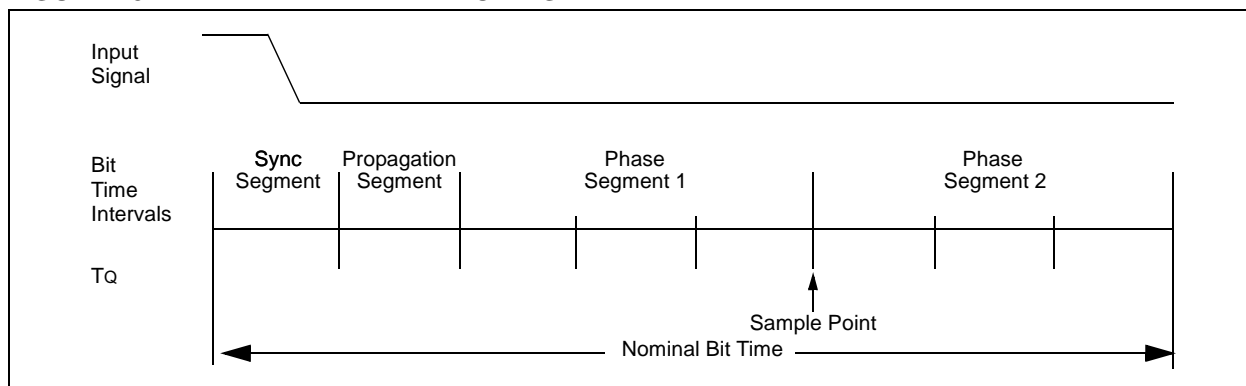 Input
Signal
Bit
Time
Intervals
Sync
Segment
Propagation
Segment
Phase
Segment 1
Phase
Segment 2
TQ
Sample Point
Nominal Bit Time